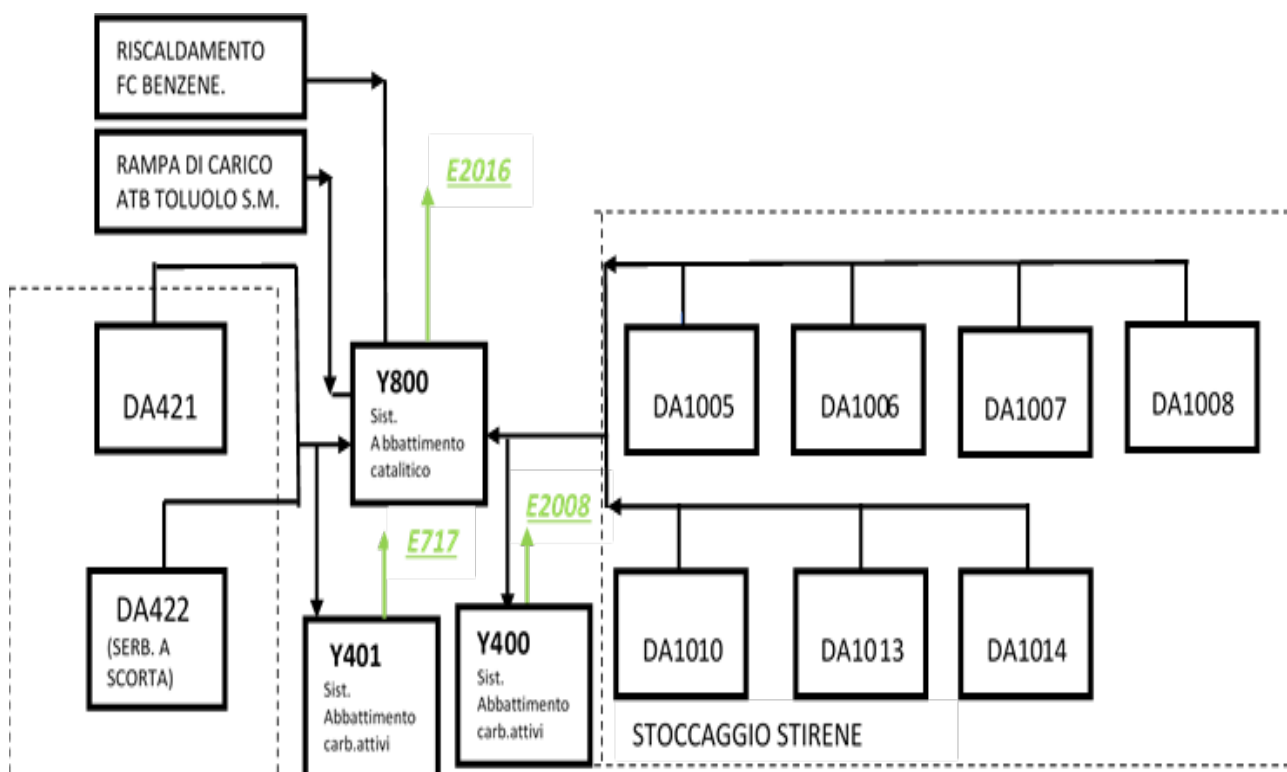 RISCALDAMENTO
FC BENZENE.
RAMPA DI CARICO
ATB TOLUOLO S.M.
E2016
DA421
Y800
Sist.
Abbattimento
catalitico
DA1005
DA1006
DA1007
DA1008
E717
E2008
DA422
(SERB. A
SCORTA)
Y401
Sist.
Abbattimento
carb.attivi
Y400
Sist.
Abbattimento
carb.attivi
DA1010
DA1013
DA1014
STOCCAGGIO STIRENE